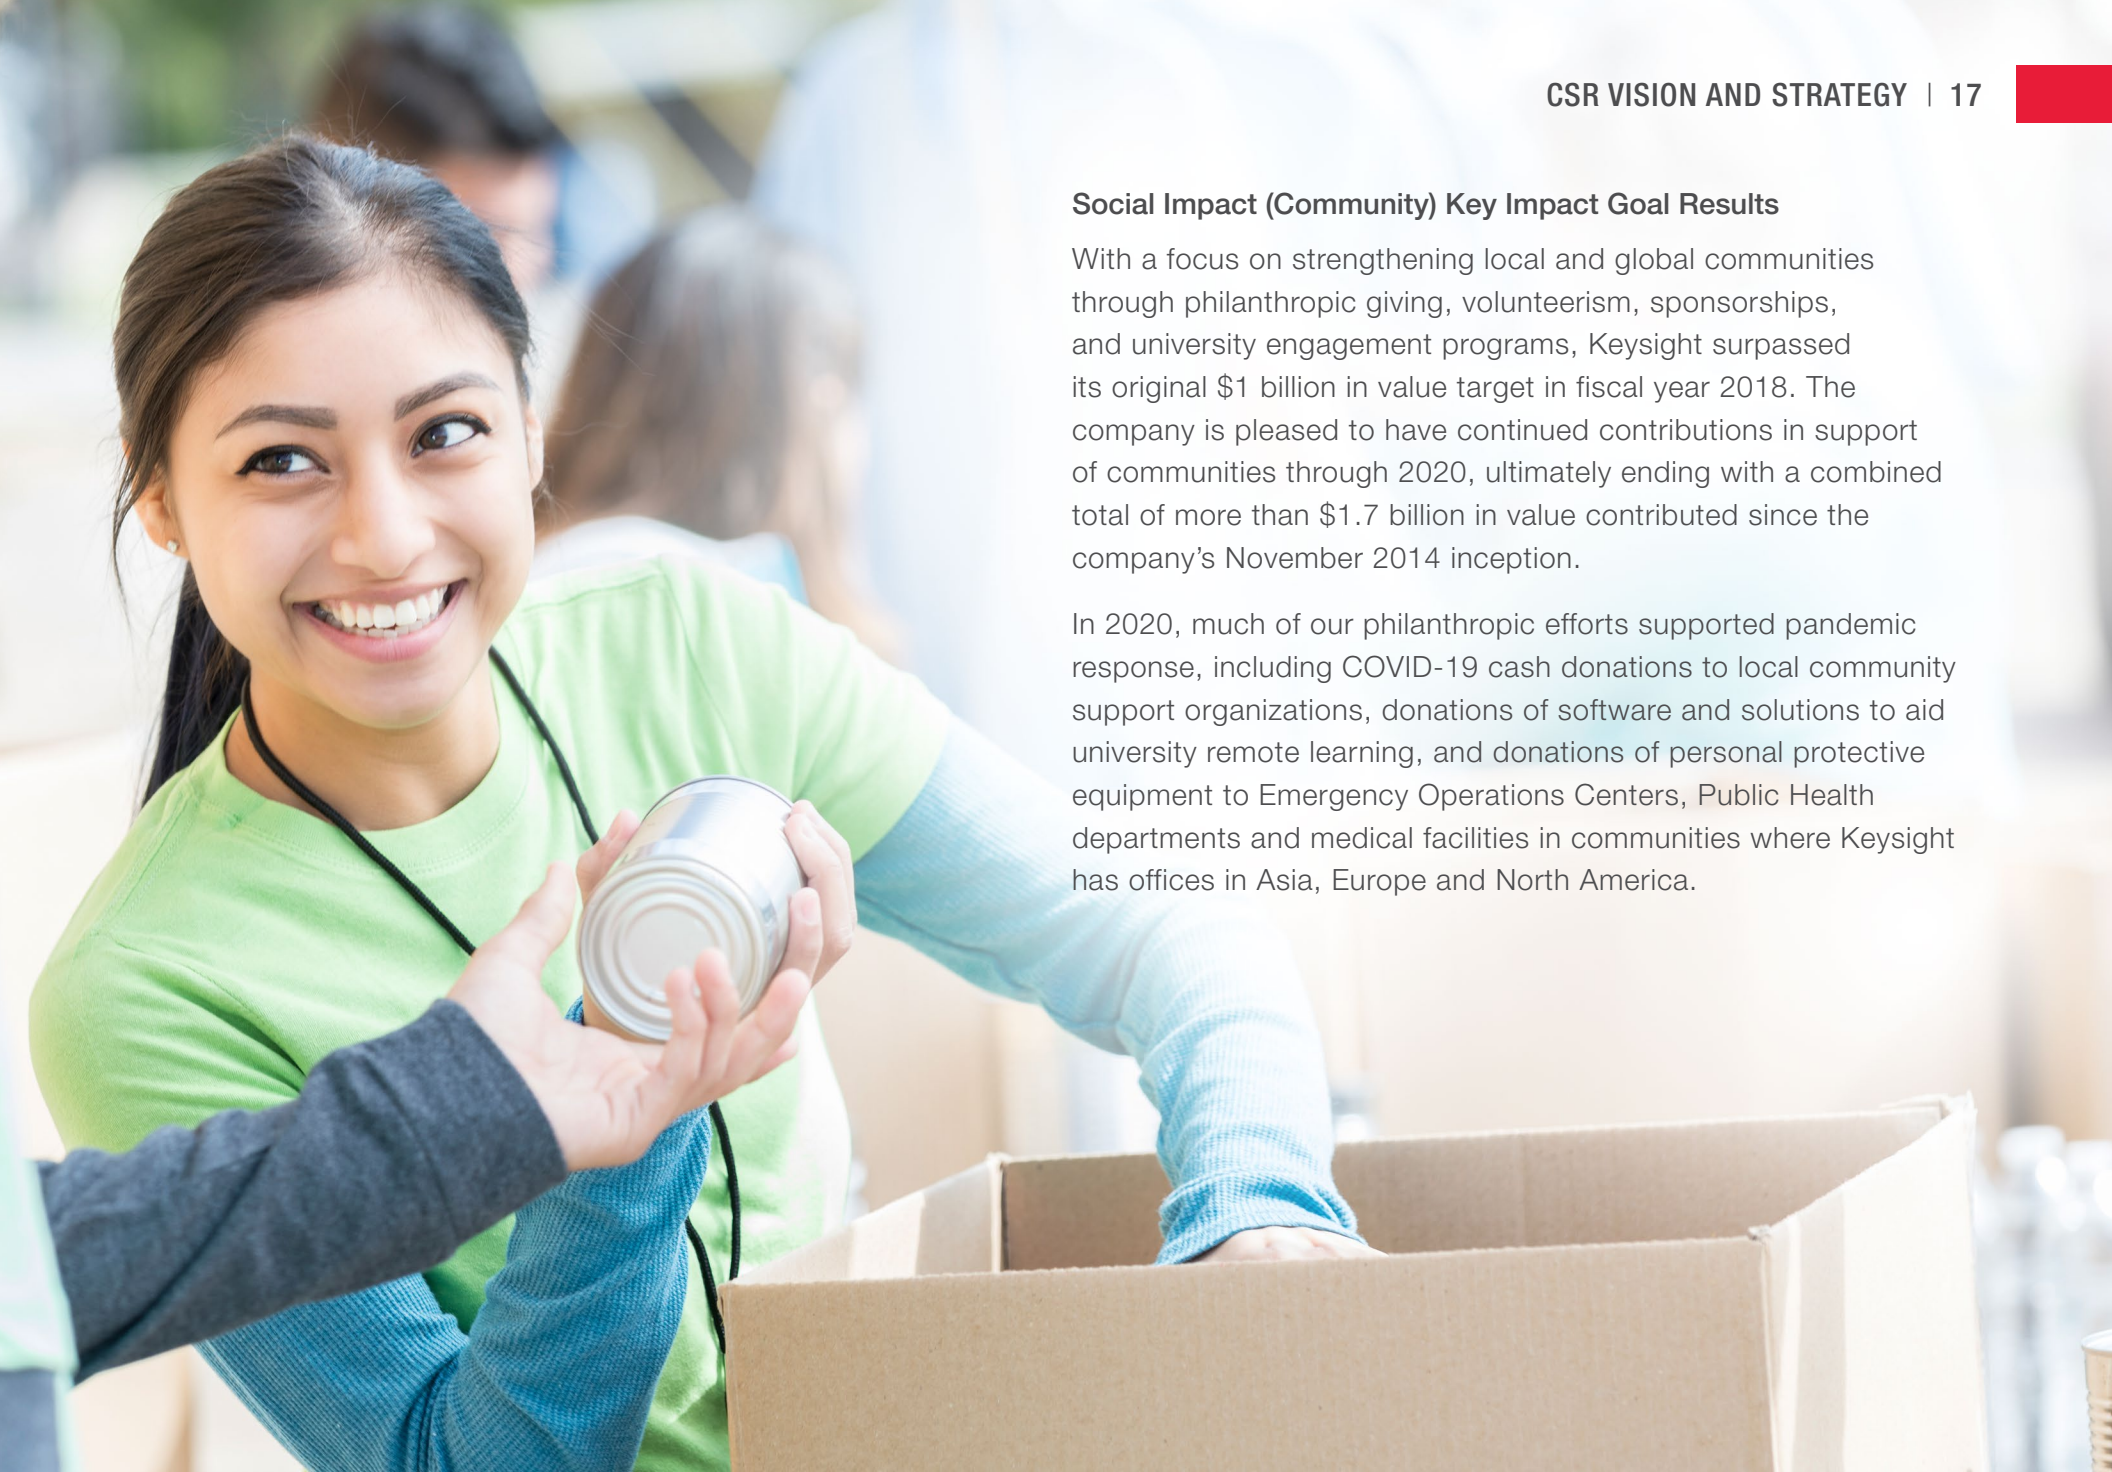 CSR VISION AND STRATEGY | 17
Social Impact (Community) Key Impact Goal Results
With a focus on strengthening local and global communities
through philanthropic giving, volunteerism, sponsorships,
and university engagement programs, Keysight surpassed
its original $1 billion in value target in fiscal year 2018. The
company is pleased to have continued contributions in support
of communities through 2020, ultimately ending with a combined
total of more than $1.7 billion in value contributed since the
company’s November 2014 inception.
In 2020, much of our philanthropic efforts supported pandemic
response, including COVID-19 cash donations to local community
support organizations, donations of software and solutions to aid
university remote learning, and donations of personal protective
equipment to Emergency Operations Centers, Public Health
departments and medical facilities in communities where Keysight
has offices in Asia, Europe and North America.